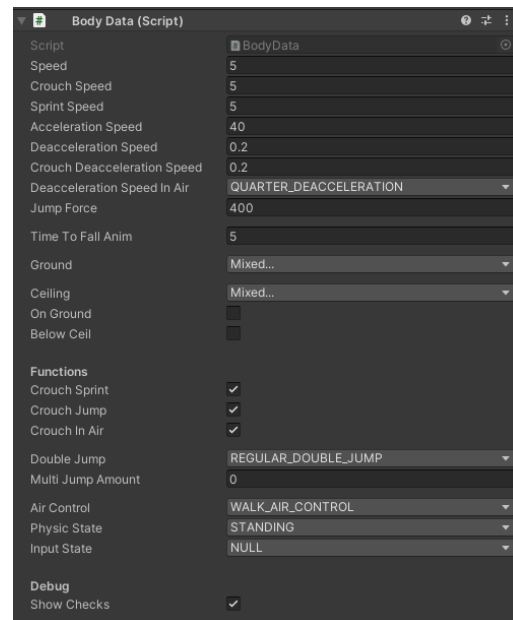 # Body Data (Script)
Script BodyData
Speed 5
Crouch Speed 5
Sprint Speed 5
Acceleration Speed 40
Deacceleration Speed 0.2
Crouch Deacceleration Speed 0.2
Deacceleration Speed In Air QUARTER_DEACCELERATION
Jump Force 400
Time To Fall Anim 5
Ground Mixed...
Ceiling Mixed...
On Ground
Below Ceil
Functions
Crouch Sprint
Crouch Jump
Crouch In Air
Double Jump REGULAR_DOUBLE_JUMP
Multi Jump Amount 0
Air Control WALK_AIR_CONTROL
Physic State STANDING
Input State NULL
Debug
Show Checks